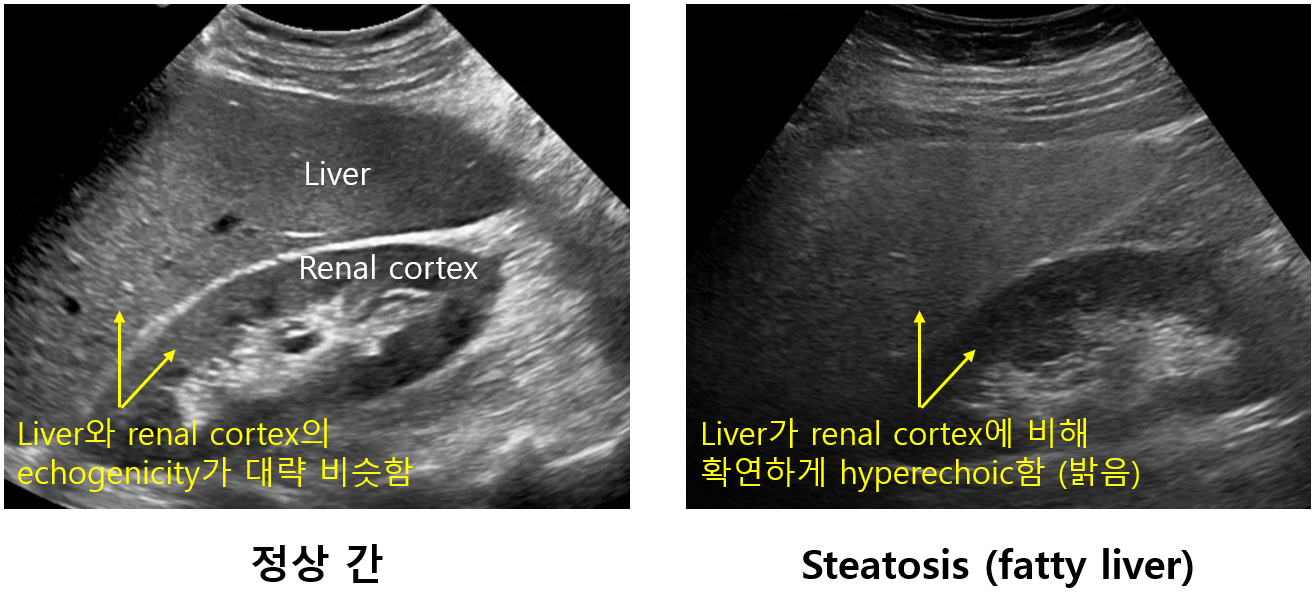 Liver
Renal cortex
Liver와 renal cortex의
echogenicity가 대략 비슷함
정상 간
Liver가 renal cortex에 비해
확연하게 hyperechoic함 (밝음)
Steatosis (fatty liver)